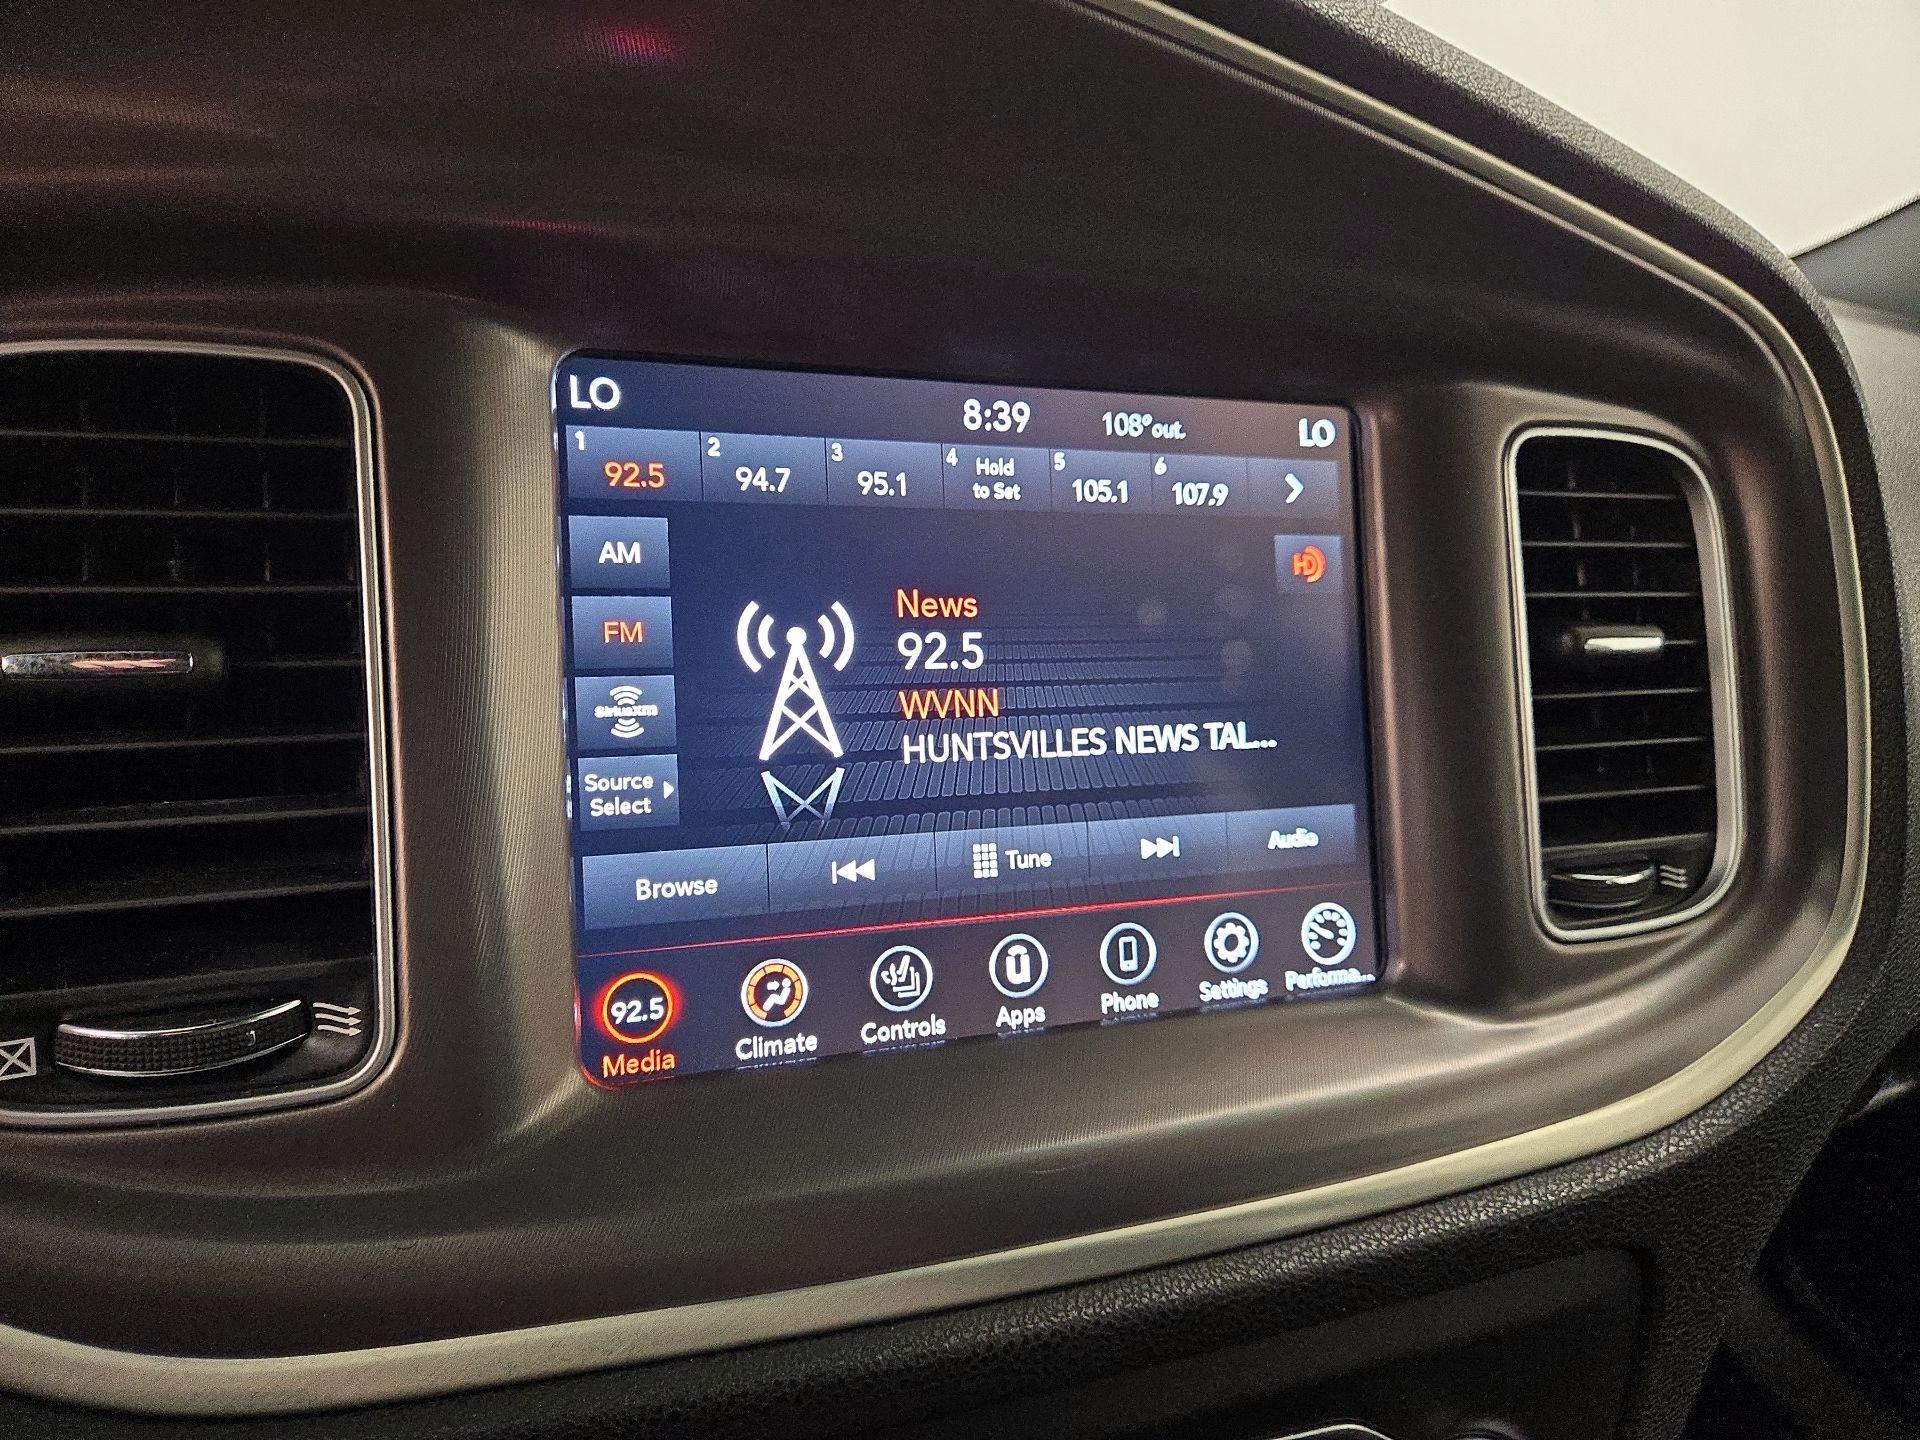 LO
8:39
108° out.
LO
1 92.5
2 94.7
3 95.1
4 Hold
to Set
5 105.1
6 107.9
AM
FM
SiriusXM
Source
Select
HD
News
92.5
WVNN
HUNTSVILLES NEWS TAL...
Browse
Tune
Audio
92.5
Media
Climate
Controls
Apps
Phone
Settings
Performa...